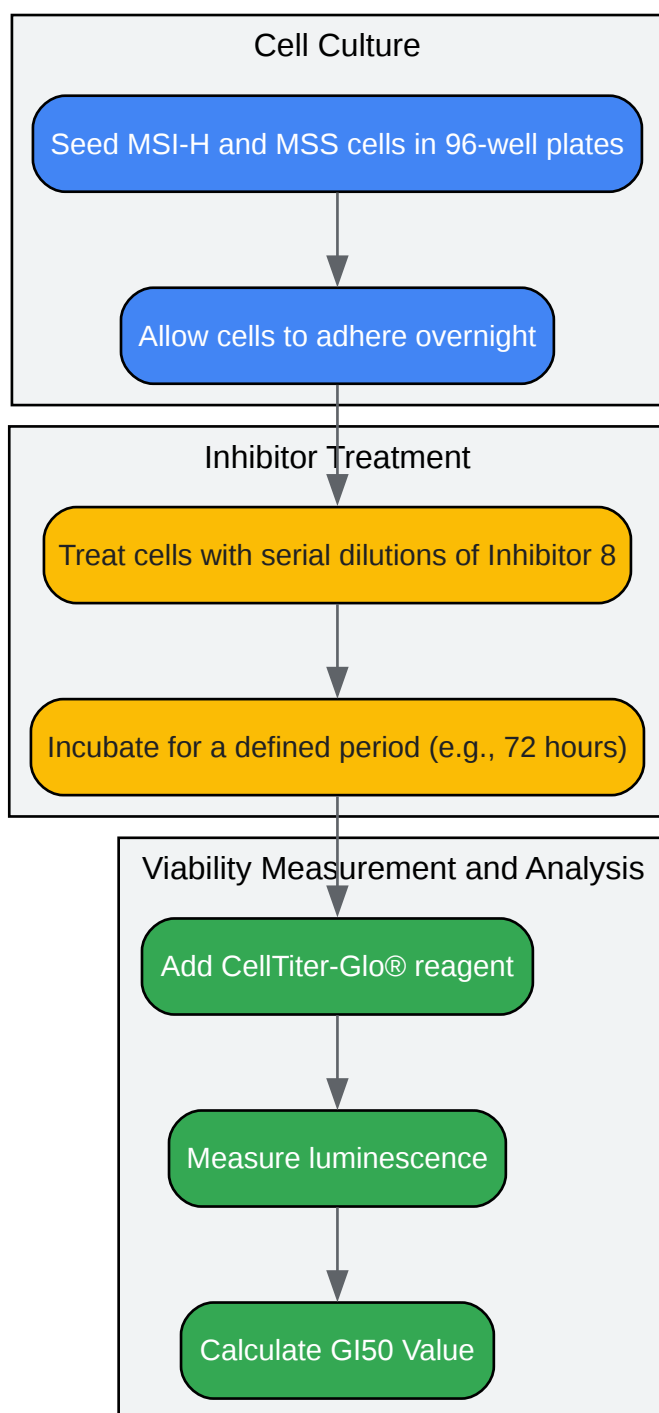 Cell Culture
Seed MSI-H and MSS cells in 96-well plates
Allow cells to adhere overnight
Inhibitor Treatment
Treat cells with serial dilutions of Inhibitor 8
Incubate for a defined period (e.g., 72 hours)
Viability Measurement and Analysis
Add CellTiter-Glo® reagent
Measure luminescence
Calculate GI50 Value